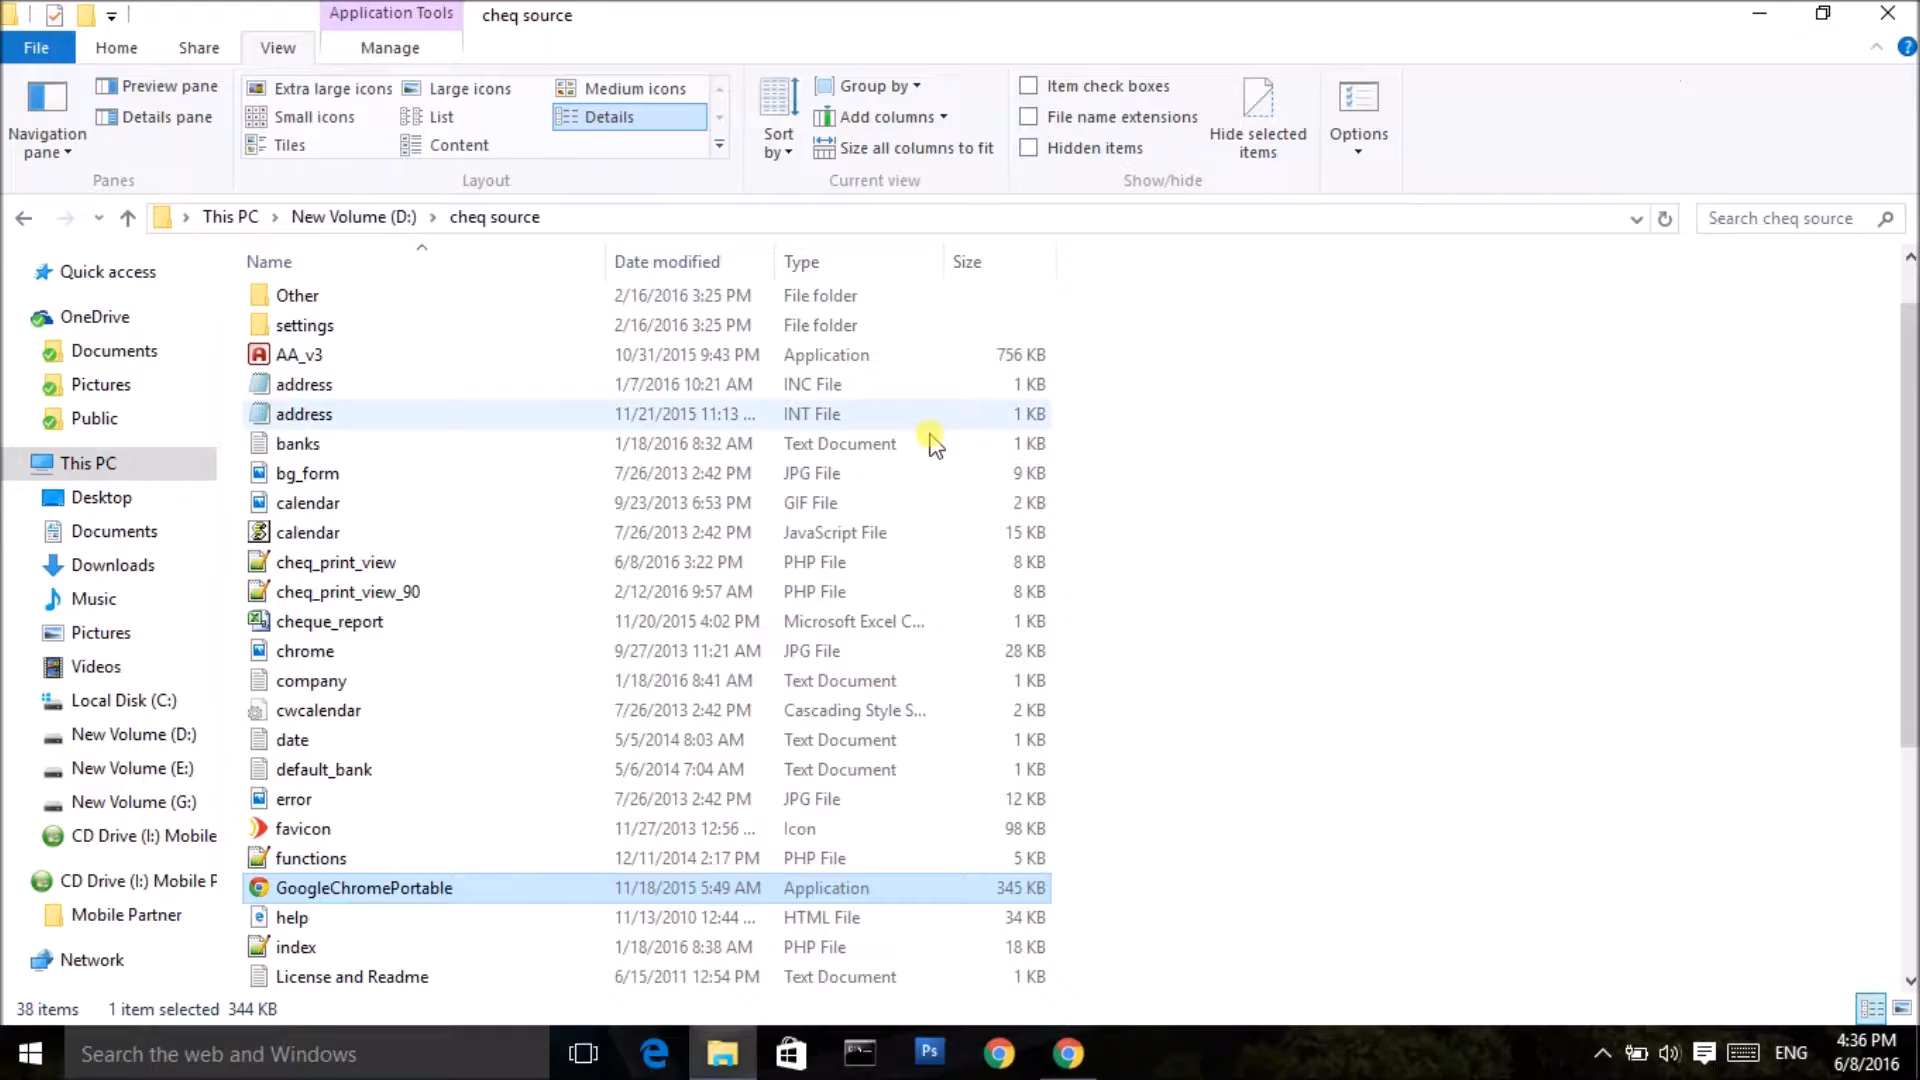 Application Tools
cheq source
File
Home
Share
View
Manage
Navigation pane
Preview pane
Details pane
Panes
Extra large icons
Large icons
Medium icons
Small icons
List
Details
Tiles
Content
Layout
Sort by
Group by
Add columns
Size all columns to fit
Current view
Item check boxes
File name extensions
Hidden items
Hide selected items
Show/hide
Options
This PC > New Volume (D:) > cheq source
Search cheq source
Quick access
OneDrive
Documents
Pictures
Public
This PC
Desktop
Documents
Downloads
Music
Pictures
Videos
Local Disk (C:)
New Volume (D:)
New Volume (E:)
New Volume (G:)
CD Drive (I:) Mobile
CD Drive (I:) Mobile P
Mobile Partner
Network
Name Date modified Type Size
Other 2/16/2016 3:25 PM File folder
settings 2/16/2016 3:25 PM File folder
AA_v3 10/31/2015 9:43 PM Application 756 KB
address 1/7/2016 10:21 AM INC File 1 KB
address 11/21/2015 11:13 ... INT File 1 KB
banks 1/18/2016 8:32 AM Text Document 1 KB
bg_form 7/26/2013 2:42 PM JPG File 9 KB
calendar 9/23/2013 6:53 PM GIF File 2 KB
calendar 7/26/2013 2:42 PM JavaScript File 15 KB
cheq_print_view 6/8/2016 3:22 PM PHP File 8 KB
cheq_print_view_90 2/12/2016 9:57 AM PHP File 8 KB
cheque_report 11/20/2015 4:02 PM Microsoft Excel C... 1 KB
chrome 9/27/2013 11:21 AM JPG File 28 KB
company 1/18/2016 8:41 AM Text Document 1 KB
cwcalendar 7/26/2013 2:42 PM Cascading Style S... 2 KB
date 5/5/2014 8:03 AM Text Document 1 KB
default_bank 5/6/2014 7:04 AM Text Document 1 KB
error 7/26/2013 2:42 PM JPG File 12 KB
favicon 11/27/2013 12:56 ... Icon 98 KB
functions 12/11/2014 2:17 PM PHP File 5 KB
GoogleChromePortable 11/18/2015 5:49 AM Application 345 KB
help 11/13/2010 12:44 ... HTML File 34 KB
index 1/18/2016 8:38 AM PHP File 18 KB
License and Readme 6/15/2011 12:54 PM Text Document 1 KB
38 items 1 item selected 344 KB
Search the web and Windows
Ps
ENG
4:36 PM
6/8/2016